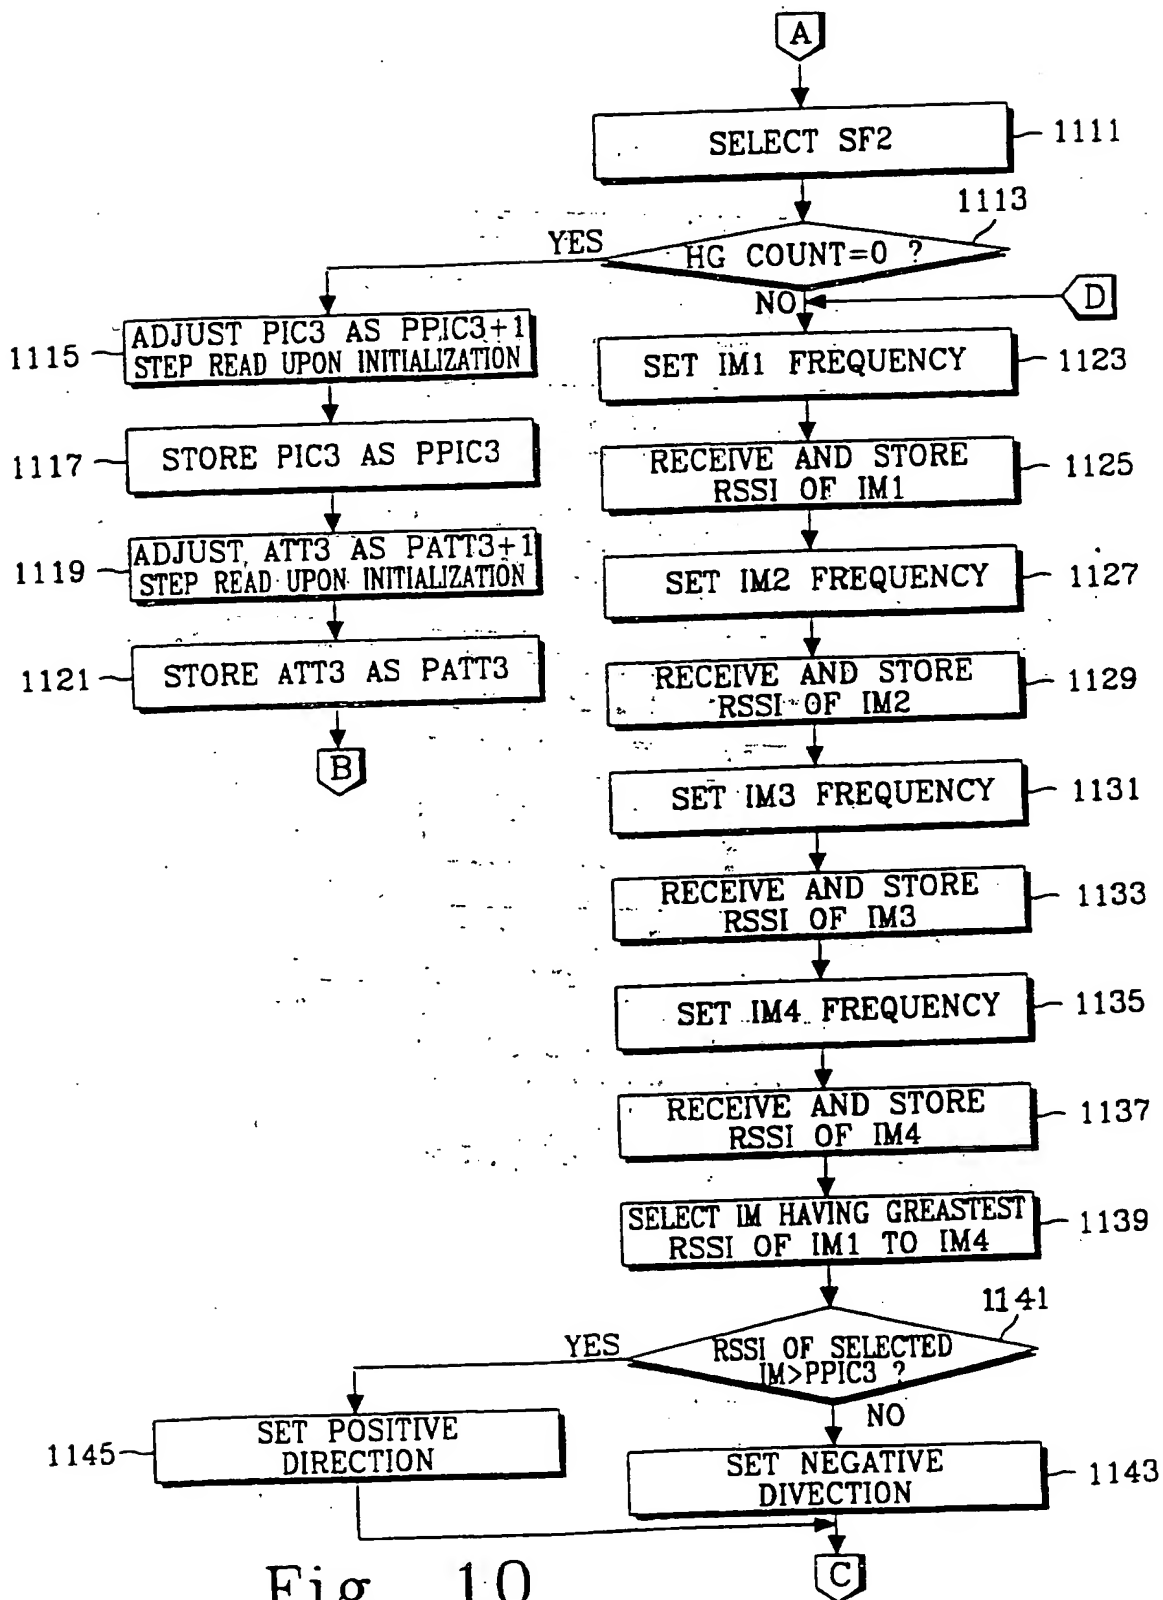 A
SELECT SF2
1111
1113
HG COUNT=0 ?
YES
NO
D
ADJUST PIC3 AS PPIC3+1
STEP READ UPON INITIALIZATION
1115
STORE PIC3 AS PPIC3
1117
ADJUST ATT3 AS PATT3+1
STEP READ UPON INITIALIZATION
1119
STORE ATT3 AS PATT3
1121
B
SET IM1 FREQUENCY
1123
RECEIVE AND STORE
RSSI OF IM1
1125
SET IM2 FREQUENCY
1127
RECEIVE AND STORE
RSSI OF IM2
1129
SET IM3 FREQUENCY
1131
RECEIVE AND STORE
RSSI OF IM3
1133
SET IM4 FREQUENCY
1135
RECEIVE AND STORE
RSSI OF IM4
1137
SELECT IM HAVING GREASTEST
RSSI OF IM1 TO IM4
1139
1141
RSSI OF SELECTED
IM>PPIC3 ?
YES
NO
SET POSITIVE
DIRECTION
1145
SET NEGATIVE
DIVECTION
1143
C
Fig. 10